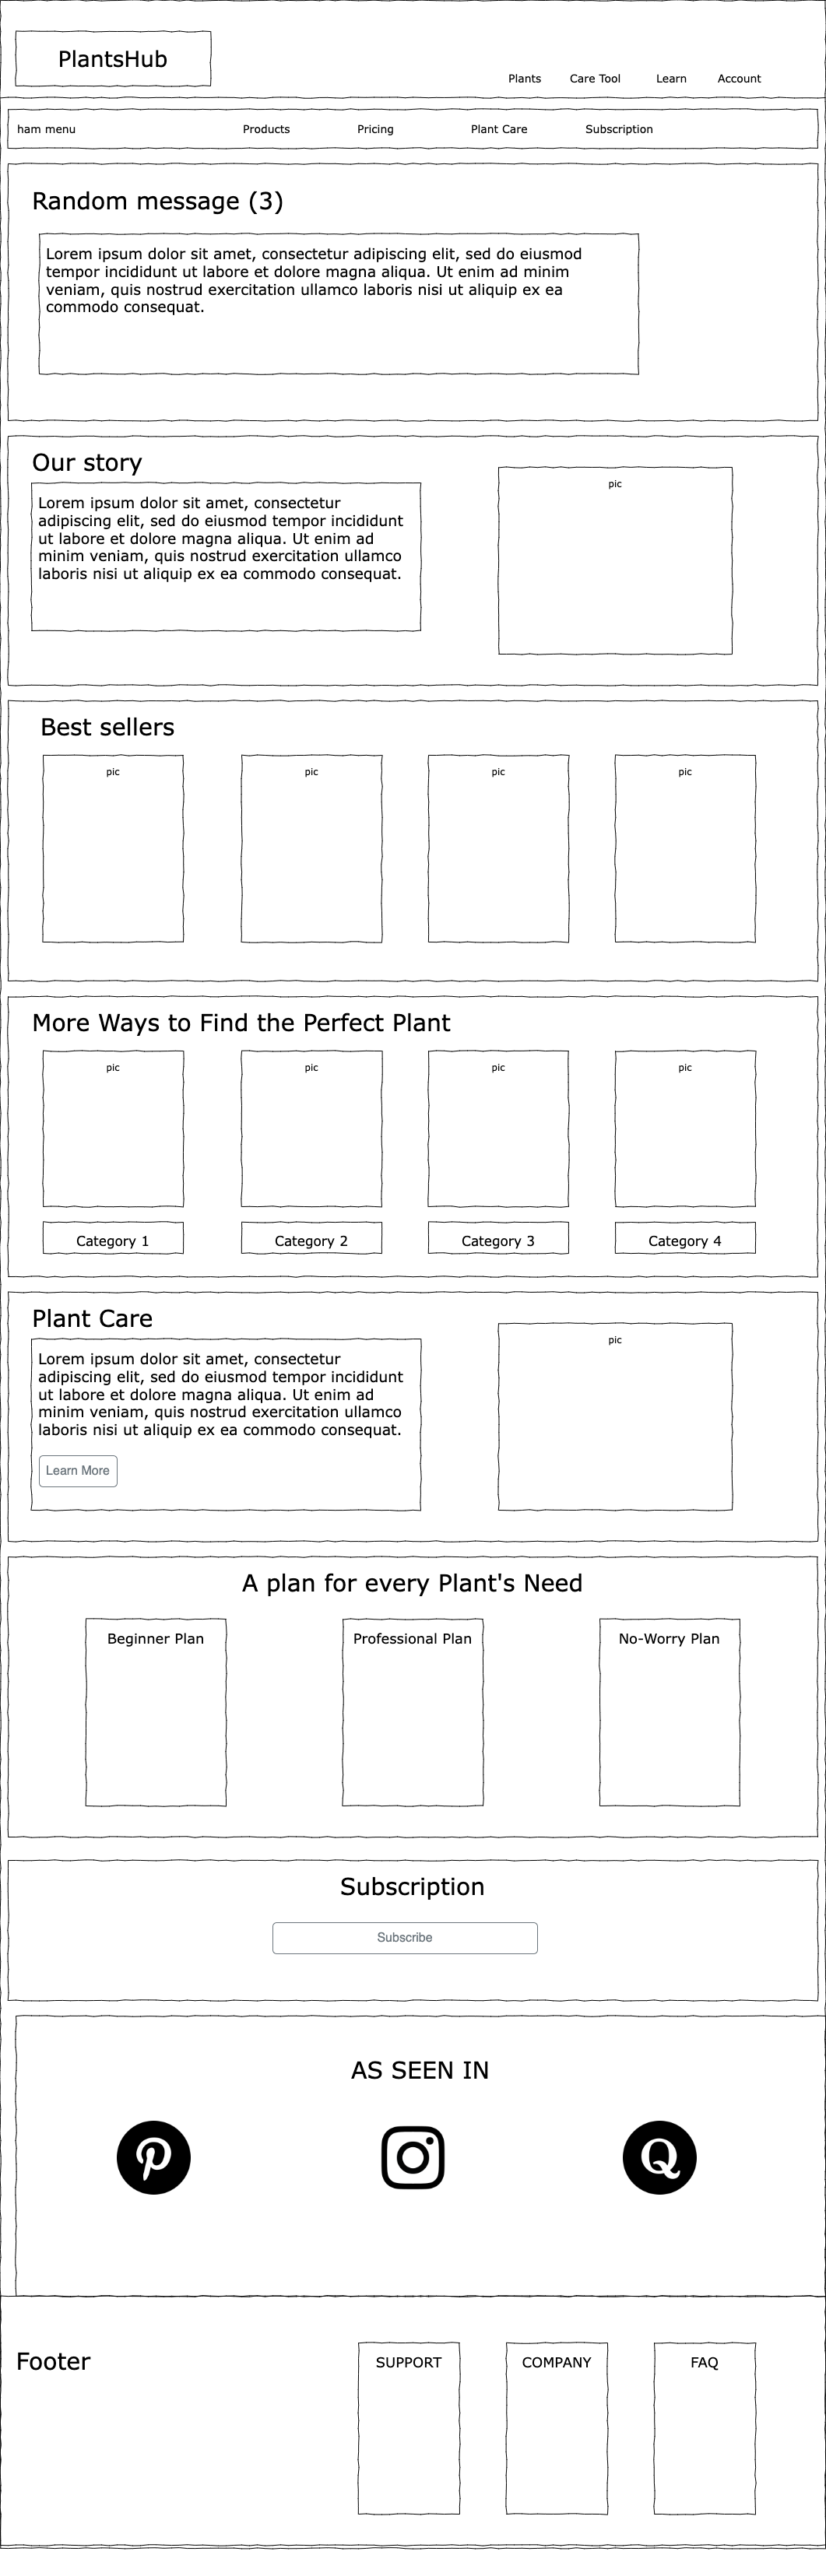 PlantsHub
Plants Care Tool Learn Account
ham menu Products Pricing Plant Care Subscription
Random message (3)
Lorem ipsum dolor sit amet, consectetur adipiscing elit, sed do eiusmod
tempor incididunt ut labore et dolore magna aliqua. Ut enim ad minim
veniam, quis nostrud exercitation ullamco laboris nisi ut aliquip ex ea
commodo consequat.
Our story
Lorem ipsum dolor sit amet, consectetur
adipiscing elit, sed do eiusmod tempor incididunt
ut labore et dolore magna aliqua. Ut enim ad
minim veniam, quis nostrud exercitation ullamco
laboris nisi ut aliquip ex ea commodo consequat.
pic
Best sellers
pic pic pic pic
More Ways to Find the Perfect Plant
pic pic pic pic
Category 1 Category 2 Category 3 Category 4
Plant Care
Lorem ipsum dolor sit amet, consectetur
adipiscing elit, sed do eiusmod tempor incididunt
ut labore et dolore magna aliqua. Ut enim ad
minim veniam, quis nostrud exercitation ullamco
laboris nisi ut aliquip ex ea commodo consequat.
Learn More
pic
A plan for every Plant's Need
Beginner Plan Professional Plan No-Worry Plan
Subscription
Subscribe
AS SEEN IN
Footer
SUPPORT COMPANY FAQ